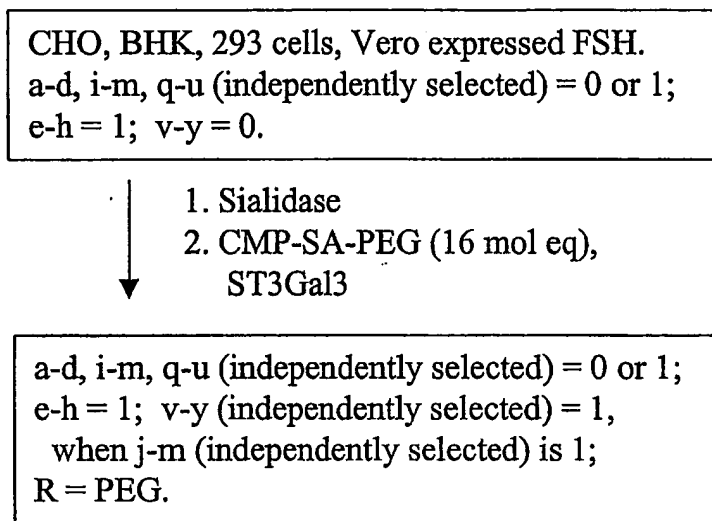 CHO, BHK, 293 cells, Vero expressed FSH.
a-d, i-m, q-u (independently selected) = 0 or 1;
e-h = 1; v-y = 0.
1. Sialidase
2. CMP-SA-PEG (16 mol eq),
ST3Gal3
a-d, i-m, q-u (independently selected) = 0 or 1;
e-h = 1; v-y (independently selected) = 1,
when j-m (independently selected) is 1;
R = PEG.